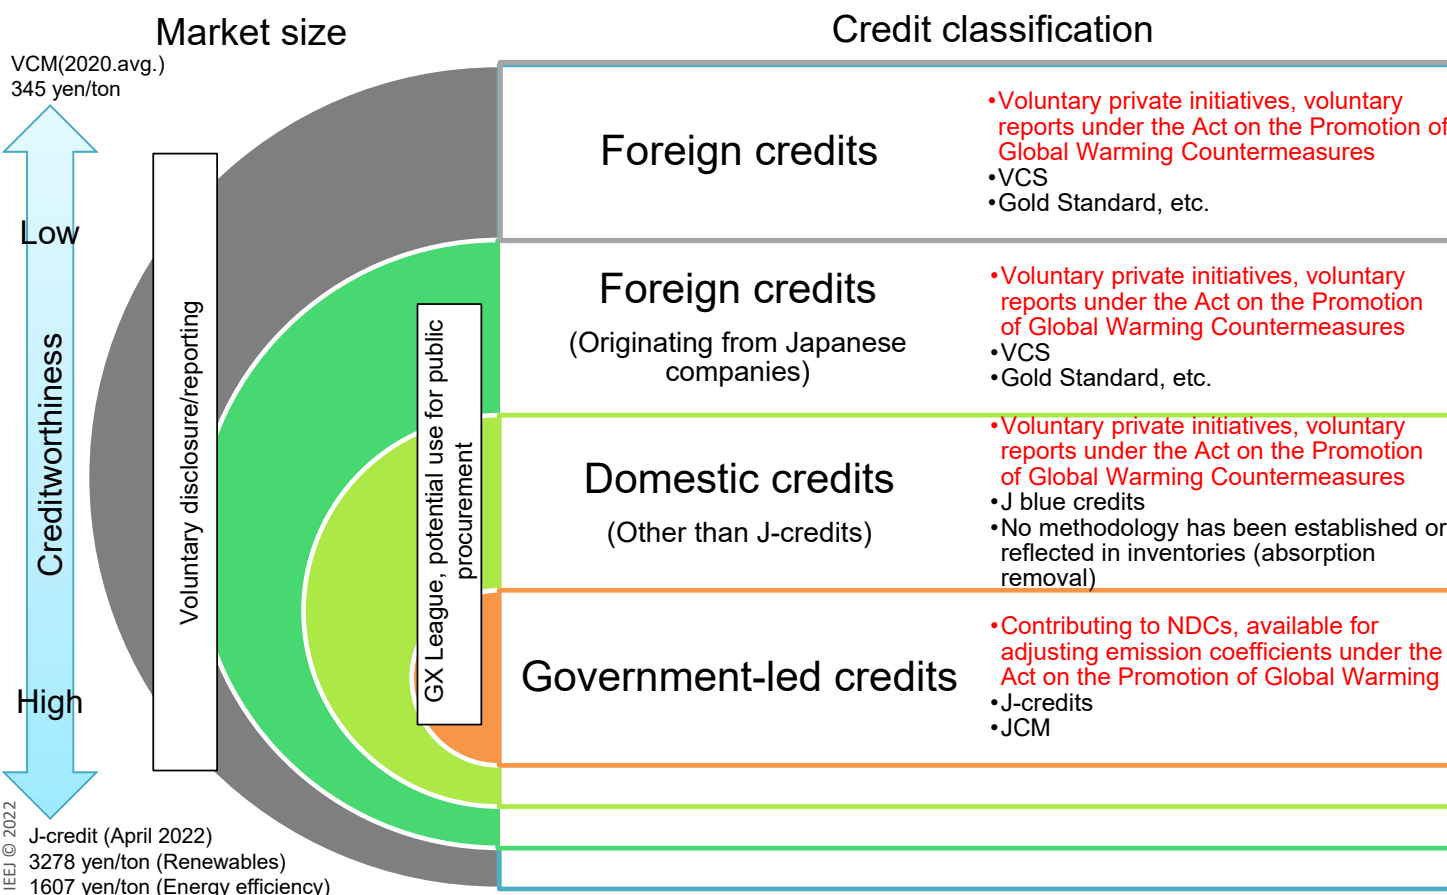 Market size
Credit classification
VCM(2020.avg.)
345 yen/ton
Low
Creditworthiness
High
Voluntary disclosure/reporting
GX League, potential use for public
procurement
Foreign credits
•Voluntary private initiatives, voluntary
reports under the Act on the Promotion of
Global Warming Countermeasures
•VCS
•Gold Standard, etc.
Foreign credits
(Originating from Japanese
companies)
•Voluntary private initiatives, voluntary
reports under the Act on the Promotion
of Global Warming Countermeasures
•VCS
•Gold Standard, etc.
Domestic credits
(Other than J-credits)
•Voluntary private initiatives, voluntary
reports under the Act on the Promotion
of Global Warming Countermeasures
•J blue credits
•No methodology has been established or
reflected in inventories (absorption
removal)
Government-led credits
•Contributing to NDCs, available for
adjusting emission coefficients under the
Act on the Promotion of Global Warming
•J-credits
•JCM
J-credit (April 2022)
3278 yen/ton (Renewables)
1607 yen/ton (Energy efficiency)
IEEJ © 2022